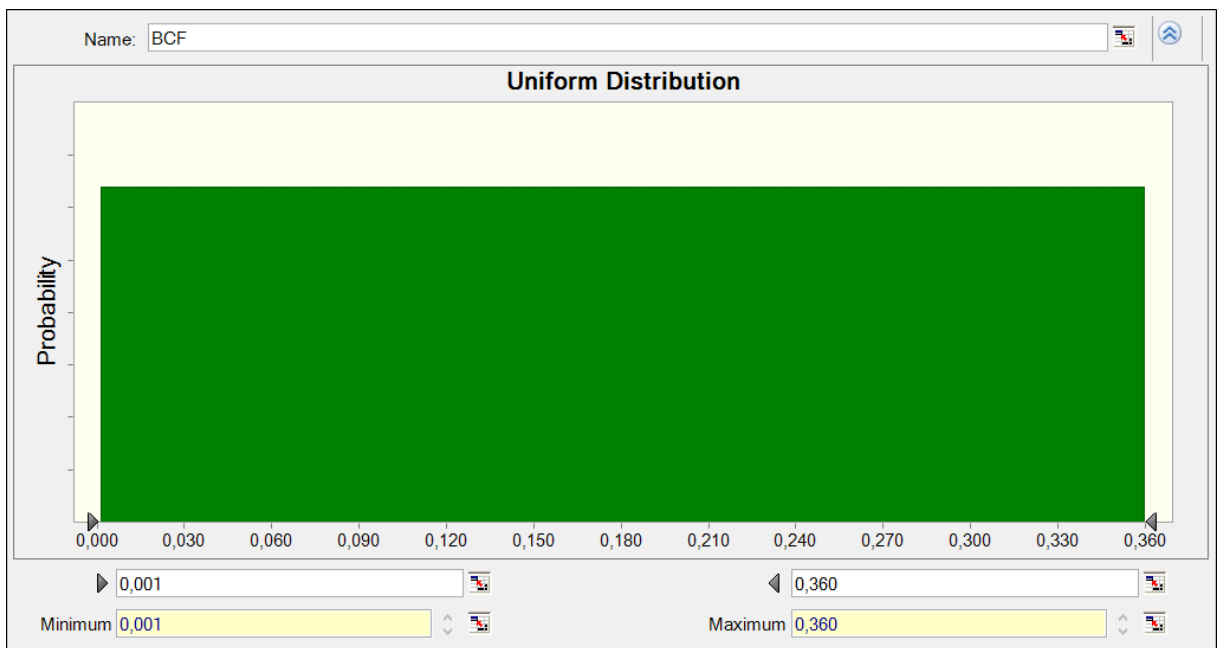 Name: BCF
Uniform Distribution
Probability
0,000 0,030 0,060 0,090 0,120 0,150 0,180 0,210 0,240 0,270 0,300 0,330 0,360
0,001 0,360
Minimum 0,001 Maximum 0,360